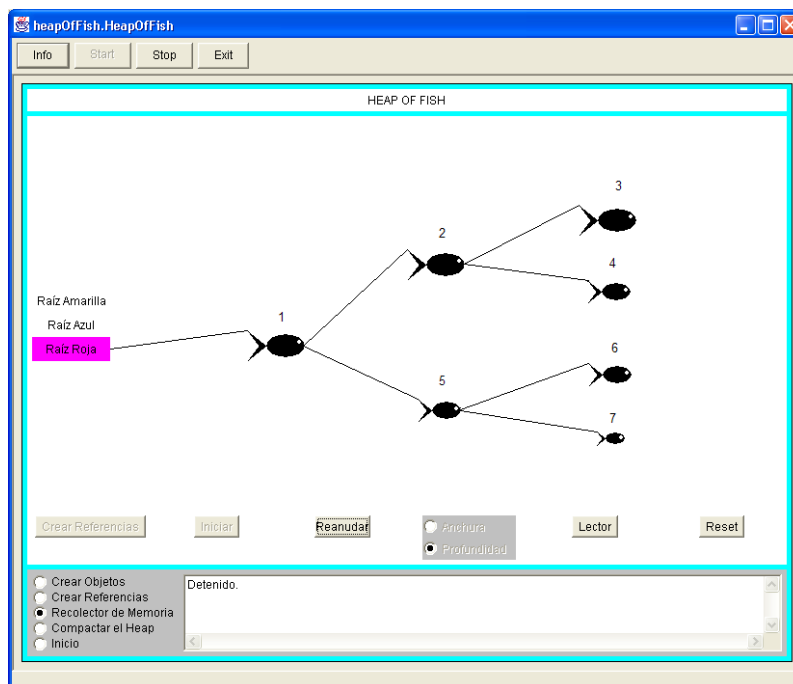 heapOfFish.HeapOfFish
Info Start Stop Exit
HEAP OF FISH
3
2
4
Raíz Amarilla
1
Raíz Azul
Raíz Roja
6
5
7
Crear Referencias Iniciar Reanudar Anchura Lector Reset
Profundidad
Crear Objetos
Crear Referencias
Recolector de Memoria
Compactar el Heap
Inicio
Detenido.